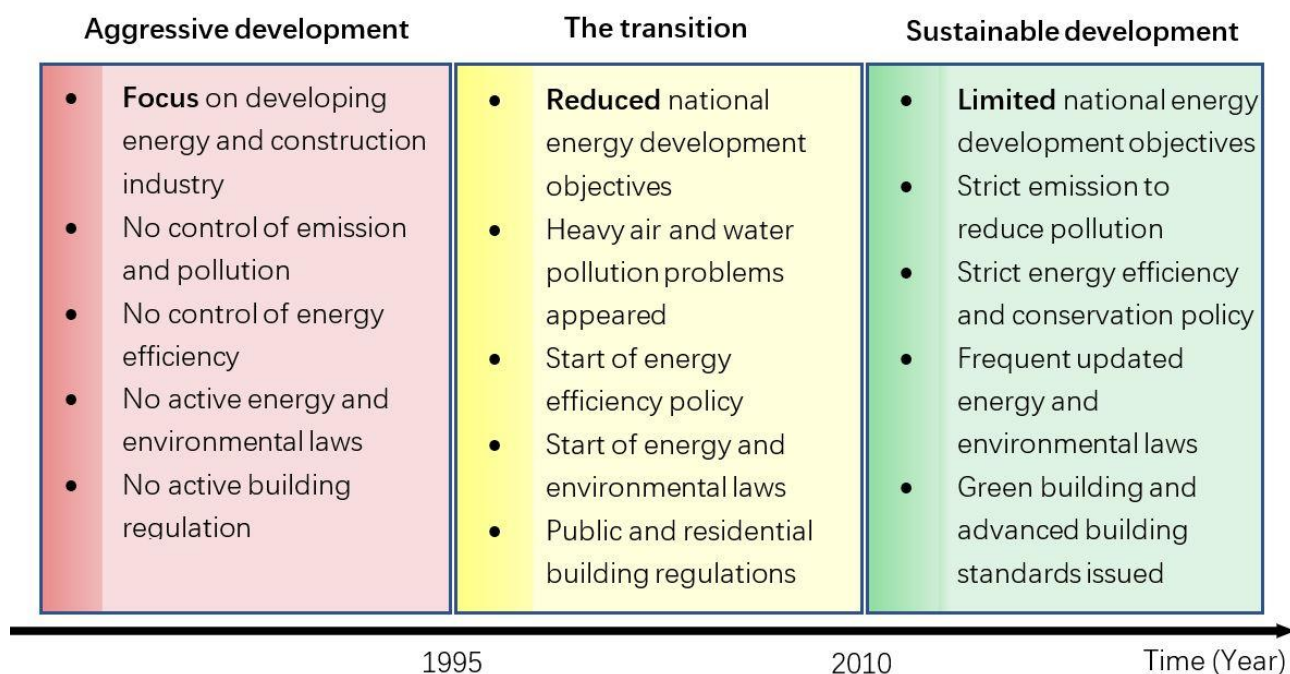 Aggressive development
The transition
Sustainable development
• Focus on developing
energy and construction
industry
• No control of emission
and pollution
• No control of energy
efficiency
• No active energy and
environmental laws
• No active building
regulation
• Reduced national
energy development
objectives
• Heavy air and water
pollution problems
appeared
• Start of energy
efficiency policy
• Start of energy and
environmental laws
• Public and residential
building regulations
• Limited national energy
development objectives
• Strict emission to
reduce pollution
• Strict energy efficiency
and conservation policy
• Frequent updated
energy and
environmental laws
• Green building and
advanced building
standards issued
1995
2010
Time (Year)